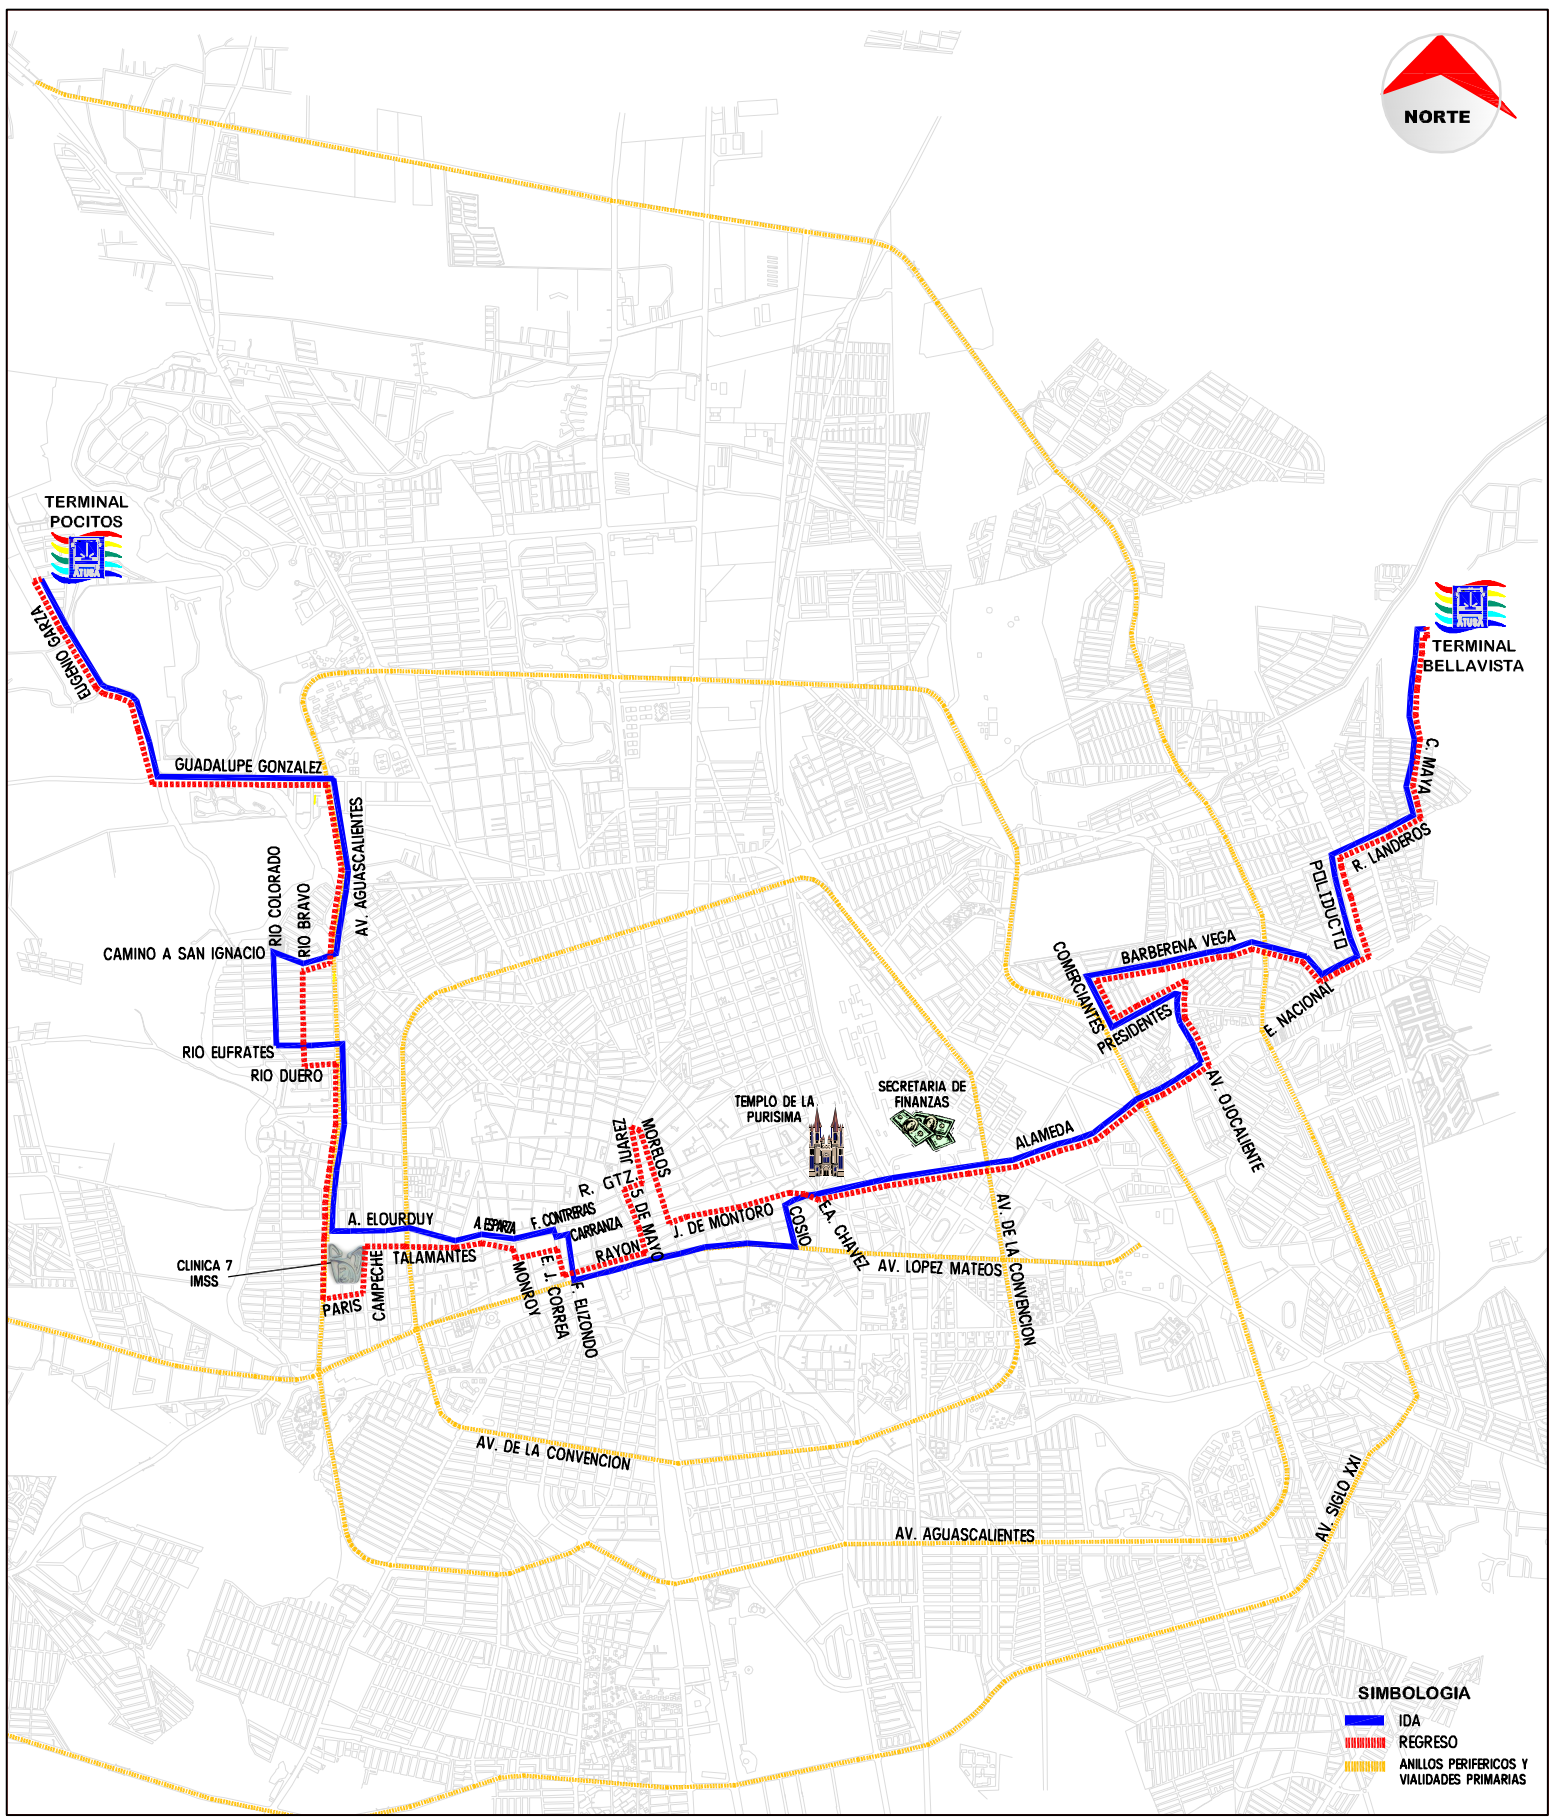 NORTE
TERMINAL
POCITOS
ATUSA
EUGENIO GARZA
GUADALUPE GONZALEZ
AV. AGUASCALIENTES
RIO COLORADO
RIO BRAVO
CAMINO A SAN IGNACIO
RIO EUFRATES
RIO DUERO
ATUSA
TERMINAL
BELLAVISTA
C. MAYA
R. LANDEROS
POLIDUCTO
BARBERENA VEGA
COMERCIANTES
PRESIDENTES
E. NACIONAL
AV. OJOCALIENTE
SECRETARIA DE
FINANZAS
TEMPLO DE LA
PURISIMA
ALAMEDA
MORELOS
JUAREZ
R. GTZ.
5 DE MAYO
J. DE MONTORO
COSIO
E.A. CHAVEZ
AV. DE LA CONVENCION
AV. LOPEZ MATEOS
A. ELOURDUY
A. ESPARZA
F. CONTRERAS
CARRANZA
RAYON
TALAMANTES
CAMPECHE
MONROY
E. J. CORREA
F. ELIZONDO
CLINICA 7
IMSS
PARIS
AV. DE LA CONVENCION
AV. AGUASCALIENTES
AV. SIGLO XXI
SIMBOLOGIA
IDA
REGRESO
ANILLOS PERIFERICOS Y
VIALIDADES PRIMARIAS